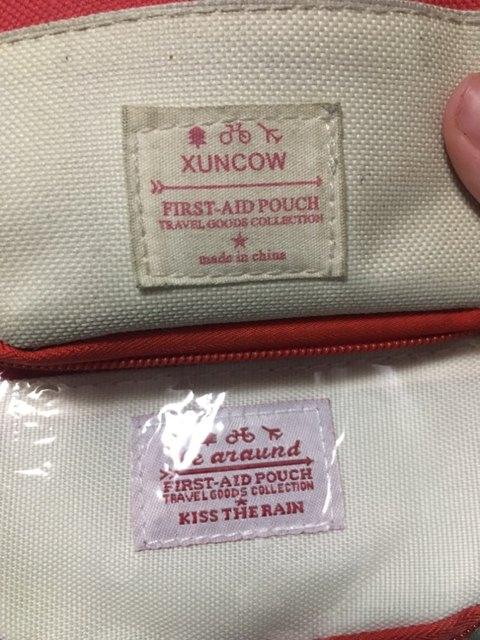 XUNCOW
FIRST-AID POUCH
TRAVEL GOODS COLLECTION
made in china
araund
FIRST-AID POUCH
TRAVEL GOODS COLLECTION
KISS THE RAIN